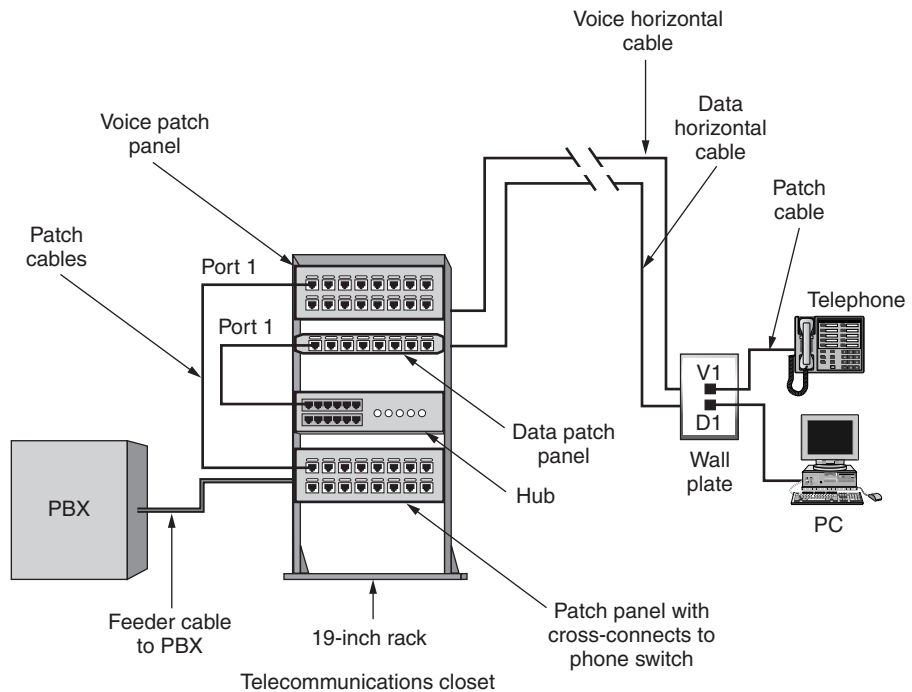 Voice horizontal
cable
Data
horizontal
cable
Voice patch
panel
Patch
cable
Patch
cables
Port 1
Telephone
Port 1
V1
D1
Data patch
panel
Wall
plate
Hub
PBX
PC
Feeder cable
to PBX
19-inch rack
Patch panel with
cross-connects to
phone switch
Telecommunications closet